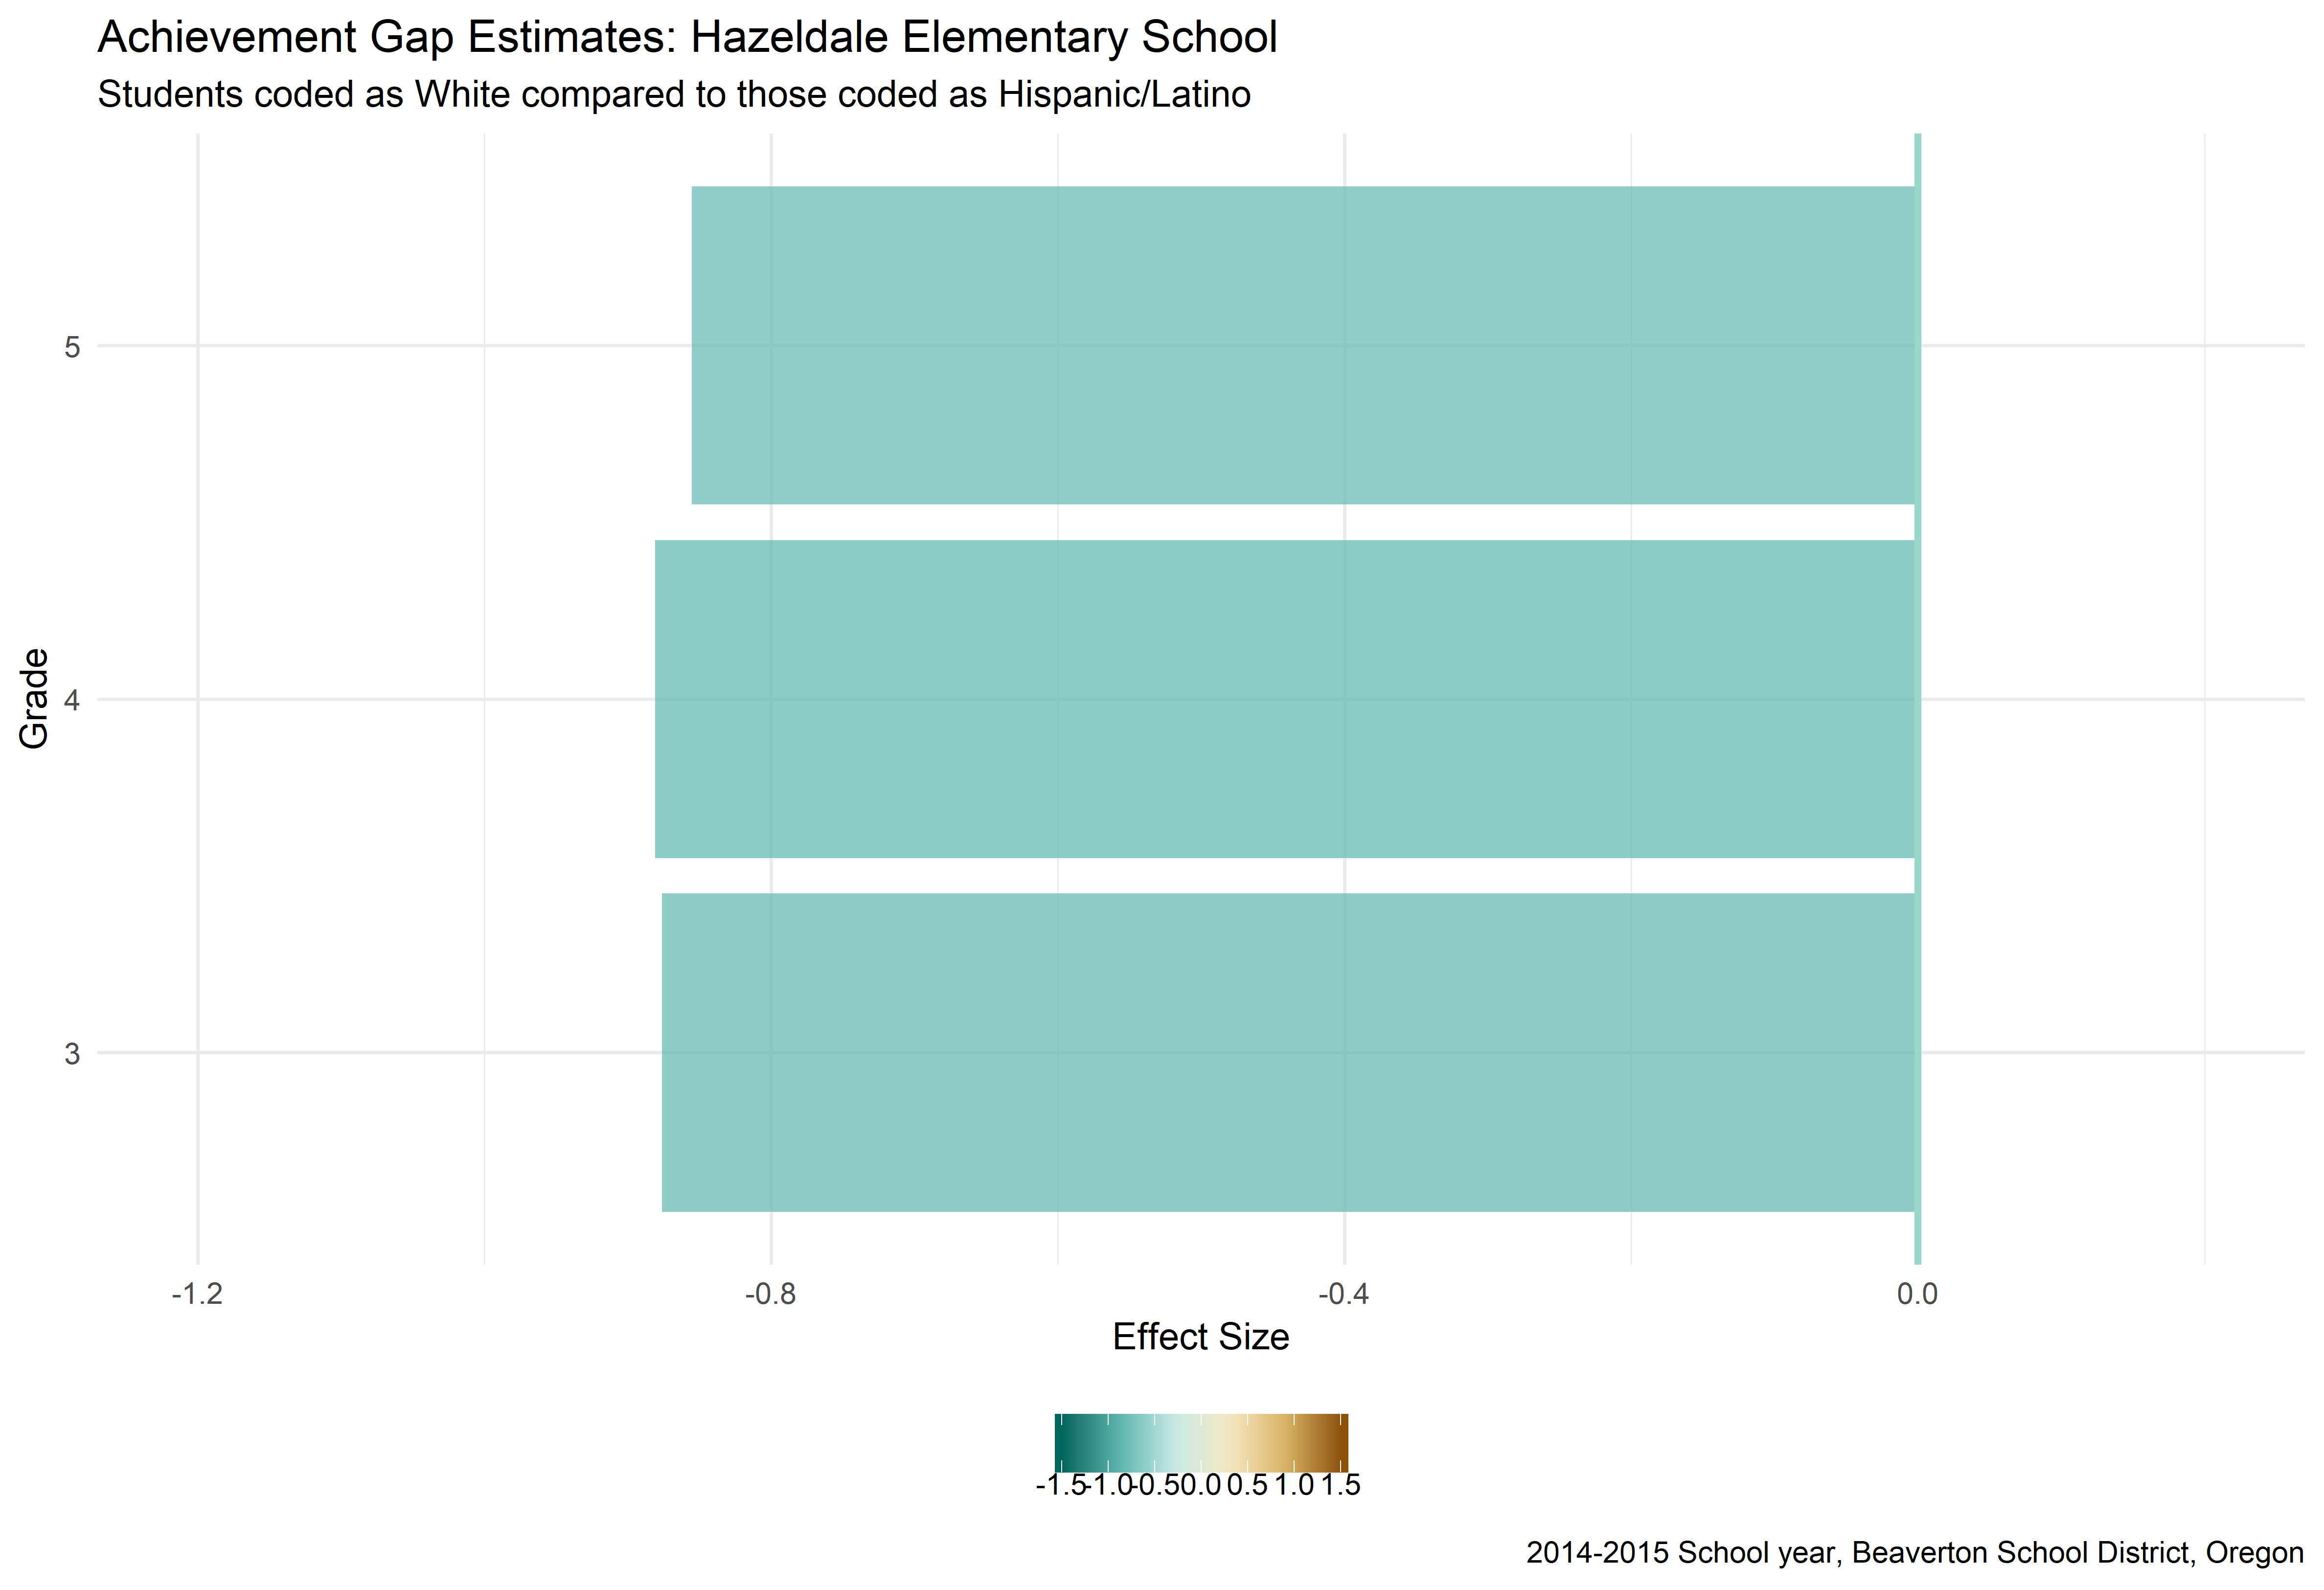 Achievement Gap Estimates: Hazeldale Elementary School
Students coded as White compared to those coded as Hispanic/Latino
5
4
3
Grade
-1.2 -0.8 -0.4 0.0
Effect Size
-1.5 -1.0 -0.5 0.0 0.5 1.0 1.5
2014-2015 School year, Beaverton School District, Oregon